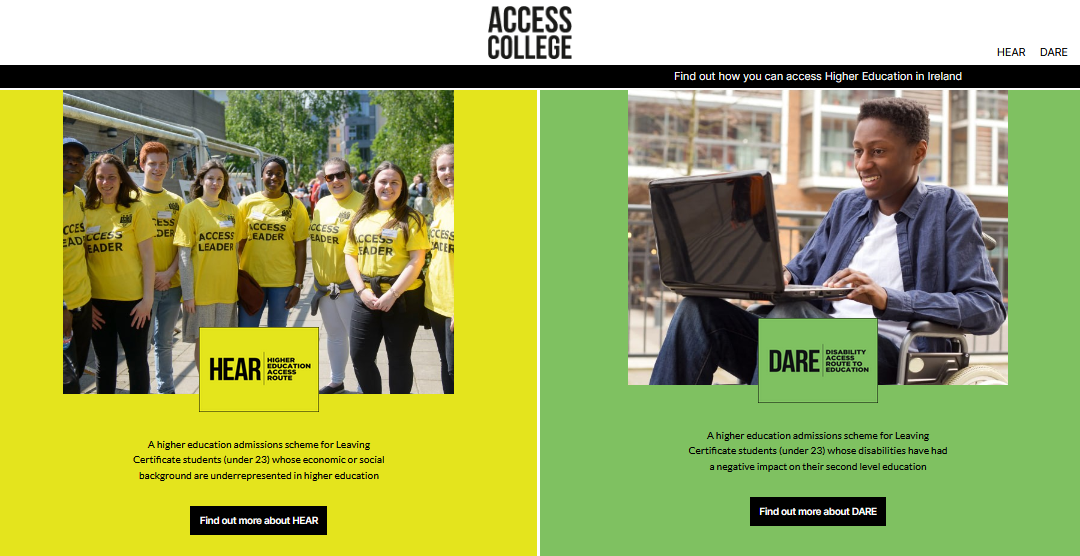 ACCESS
COLLEGE
HEAR DARE
Find out how you can access Higher Education in Ireland
ACCESS
LEADER
ACCESS
LEADER
ACCESS
LEADER
ACCESS
LEADER
HEAR
HIGHER
EDUCATION
ACCESS
ROUTE
A higher education admissions scheme for Leaving
Certificate students (under 23) whose economic or social
background are underrepresented in higher education
Find out more about HEAR
DARE
DISABILITY
ACCESS
ROUTE TO
EDUCATION
A higher education admissions scheme for Leaving
Certificate students (under 23) whose disabilities have had
a negative impact on their second level education
Find out more about DARE